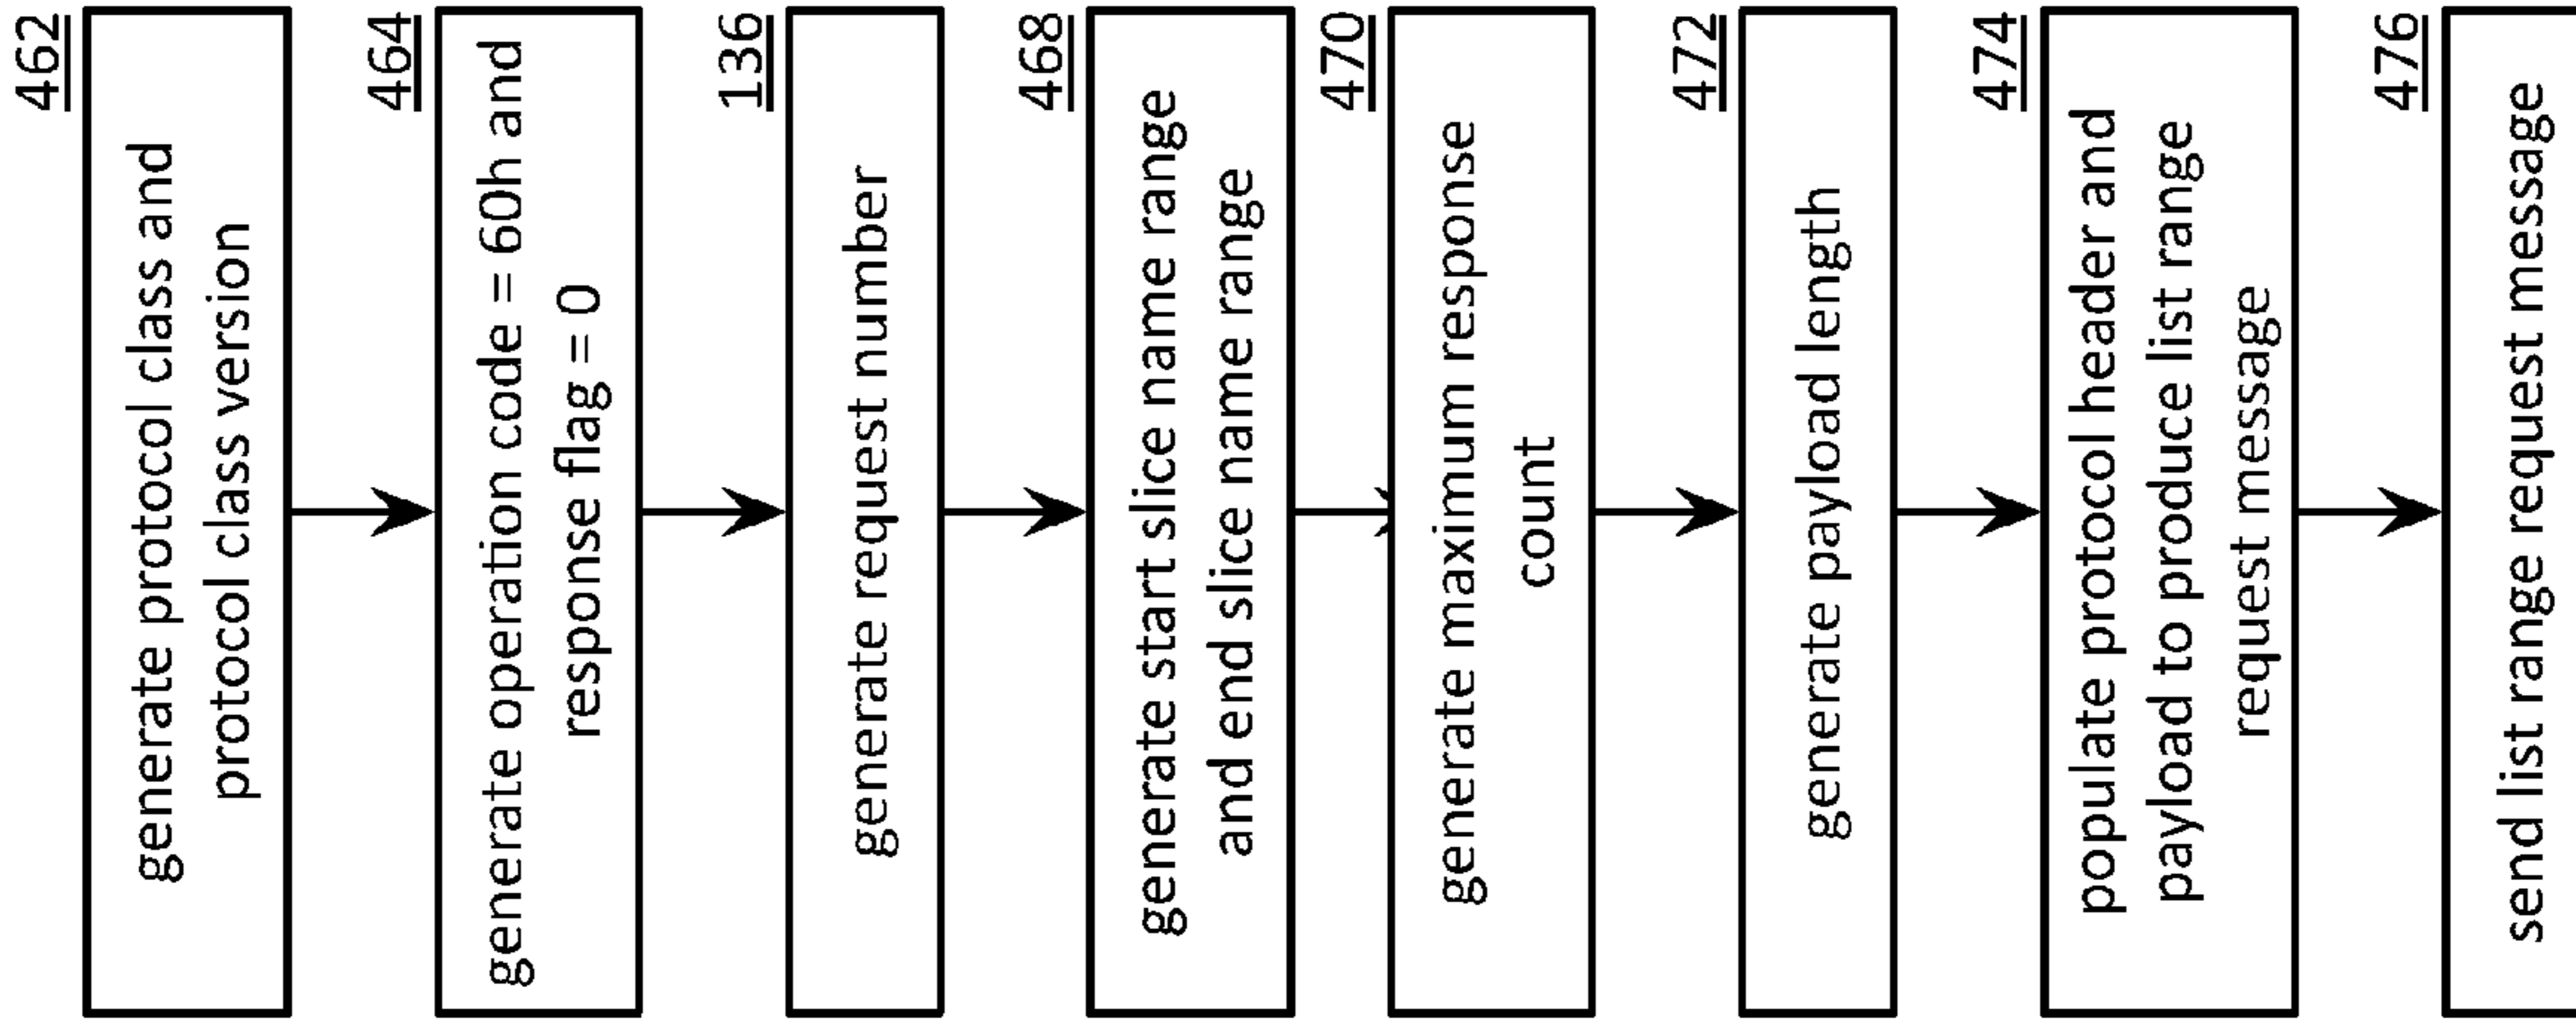 462
generate protocol class and
protocol class version
464
generate operation code = 60h and
response flag = 0
136
generate request number
468
generate start slice name range
and end slice name range
470
generate maximum response
count
472
generate payload length
474
populate protocol header and
payload to produce list range
request message
476
send list range request message